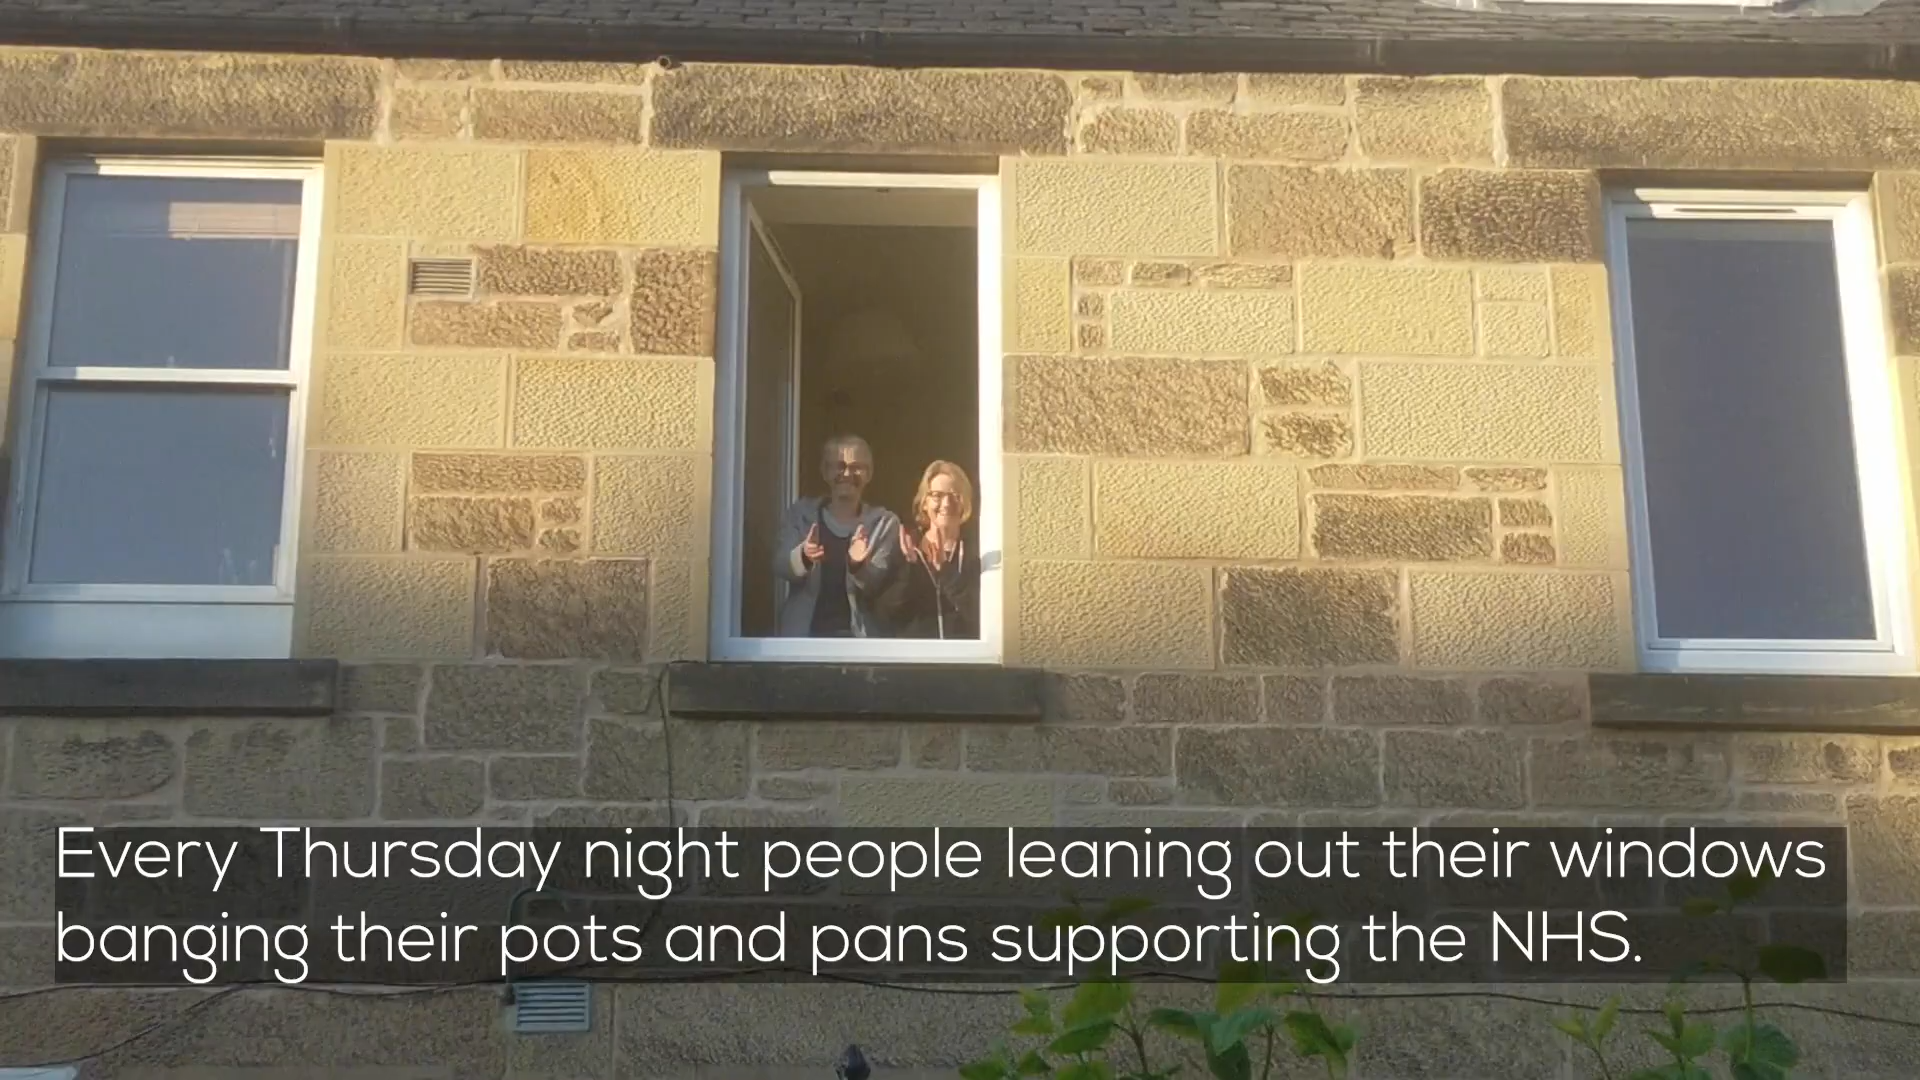 Every Thursday night people leaning out their windows
banging their pots and pans supporting the NHS.